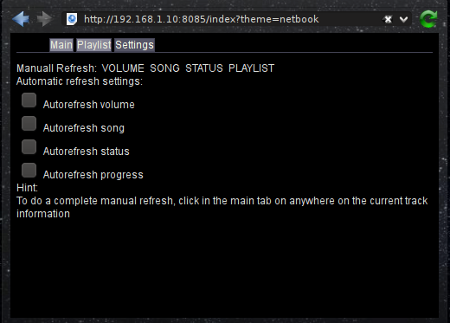 http://192.168.1.10:8085/index?theme=netbook
Main Playlist Settings
Manuall Refresh: VOLUME SONG STATUS PLAYLIST
Automatic refresh settings:
Autorefresh volume
Autorefresh song
Autorefresh status
Autorefresh progress
Hint:
To do a complete manual refresh, click in the main tab on anywhere on the current track
information